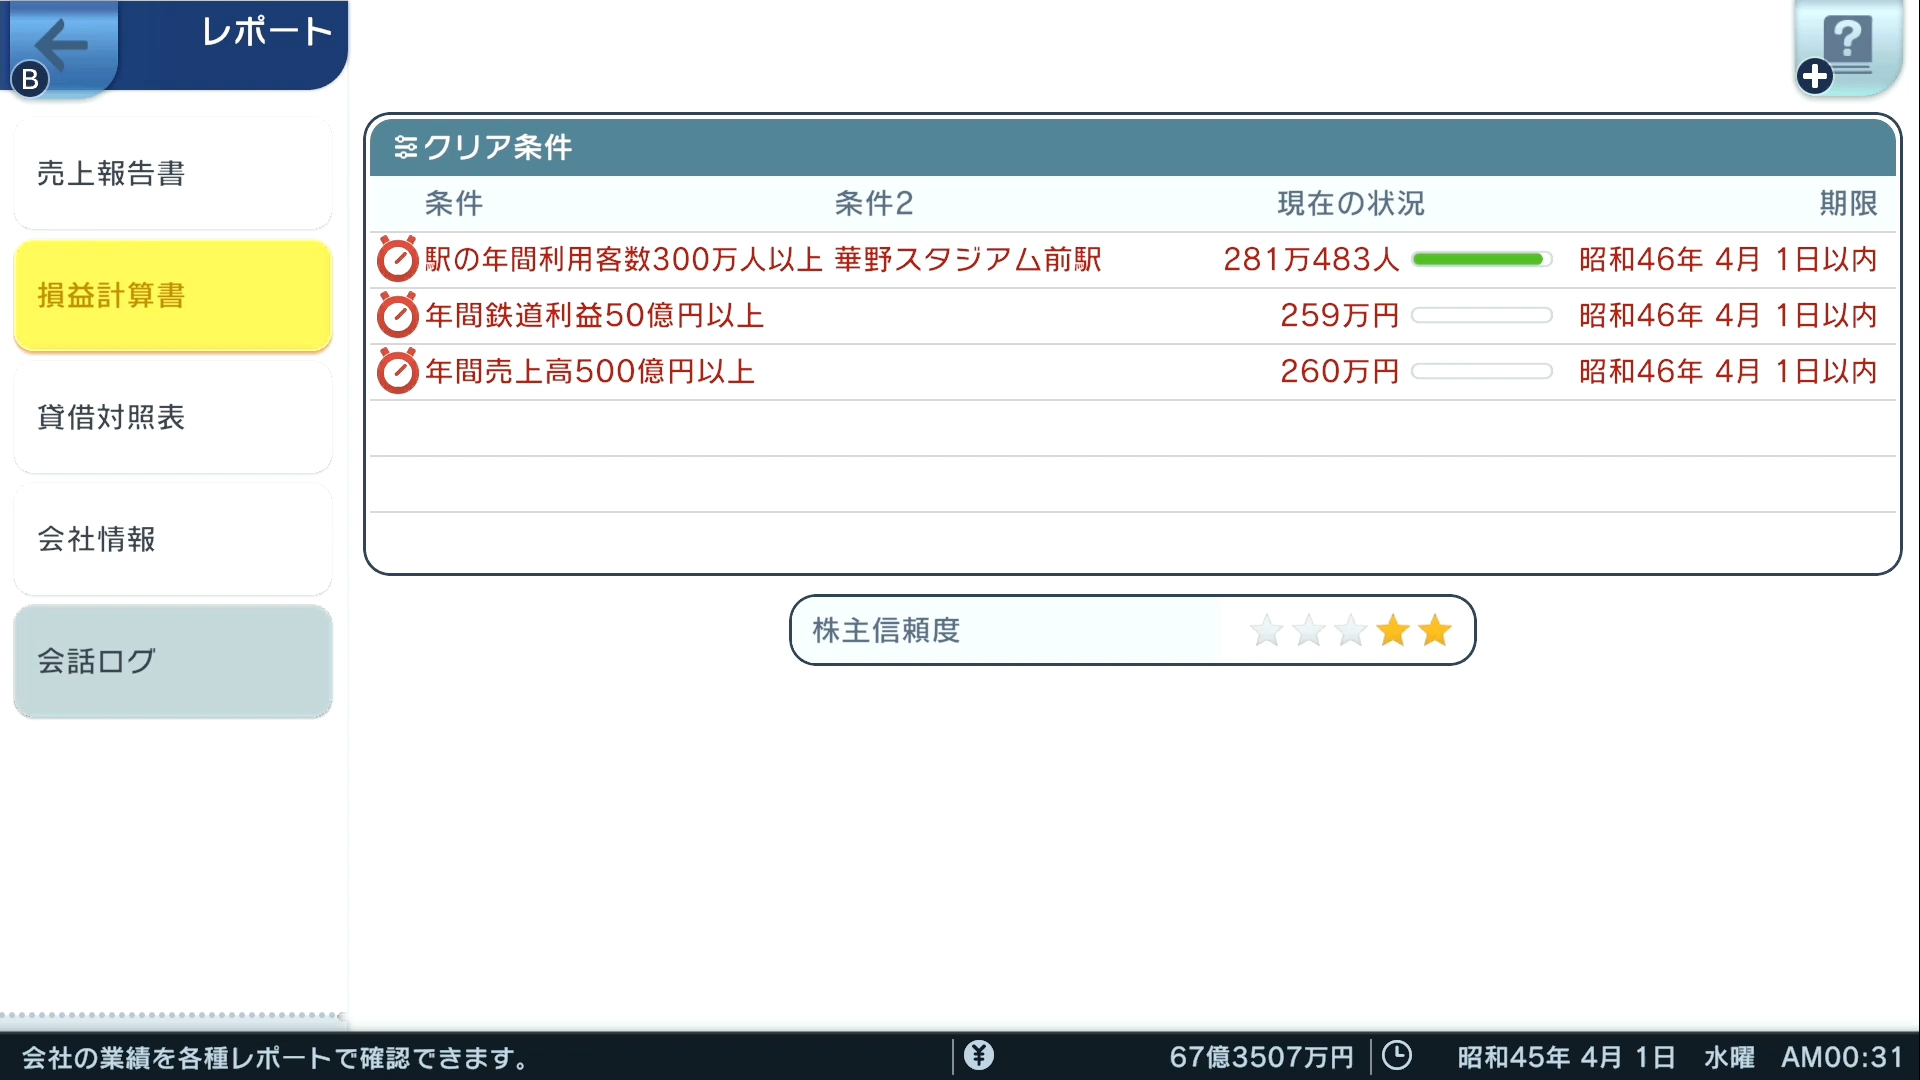 レポート
B
売上報告書
損益計算書
貸借対照表
会社情報
会話ログ
クリア条件
条件 条件2 現在の状況 期限
駅の年間利用客数300万人以上 華野スタジアム前駅 281万483人 昭和46年 4月 1日以内
年間鉄道利益50億円以上 259万円 昭和46年 4月 1日以内
年間売上高500億円以上 260万円 昭和46年 4月 1日以内
株主信頼度
会社の業績を各種レポートで確認できます。 ¥ 67億3507万円 昭和45年 4月 1日 水曜 AM00:31